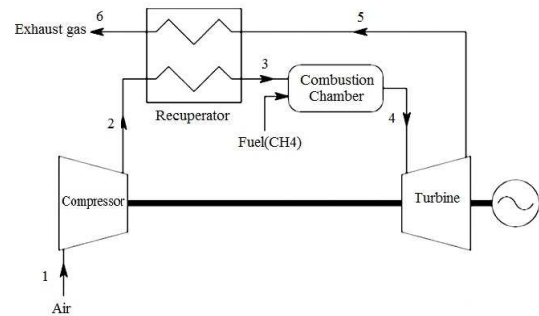 6
5
Exhaust gas
3
Combustion
Chamber
2
Recuperator
4
Fuel(CH4)
Compressor
Turbine
1
Air